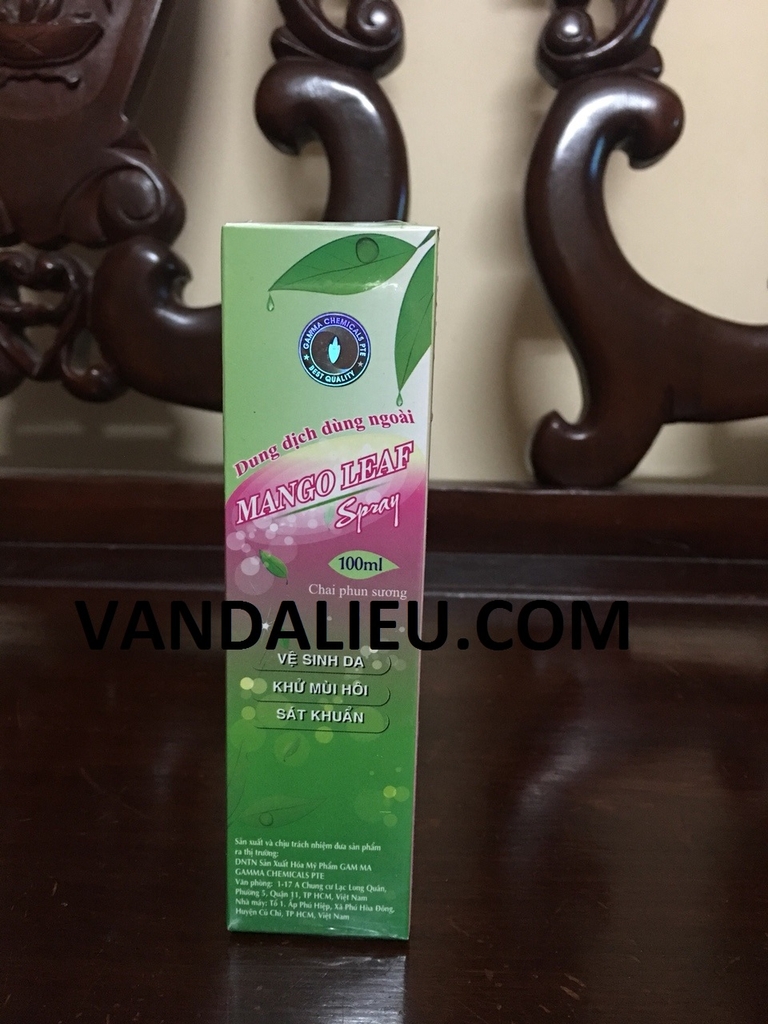 GAMMA CHEMICALS PTE
★ BEST QUALITY ★
Dung dịch dùng ngoài
MANGO LEAF
Spray
100ml
Chai phun sương
VANDALIEU.COM
VỆ SINH DA
KHỬ MÙI HÔI
SÁT KHUẨN
Sản xuất và chịu trách nhiệm đưa sản phẩm
ra thị trường:
DNTN Sản Xuất Hóa Mỹ Phẩm GAM MA
GAMMA CHEMICALS PTE
Văn phòng: 1-17 A Chung cư Lạc Long Quân,
Phường 5, Quận 11, TP HCM, Việt Nam
Nhà máy: Tổ 1, Ấp Phú Hiệp, Xã Phú Hòa Đông,
Huyện Củ Chi, TP HCM, Việt Nam